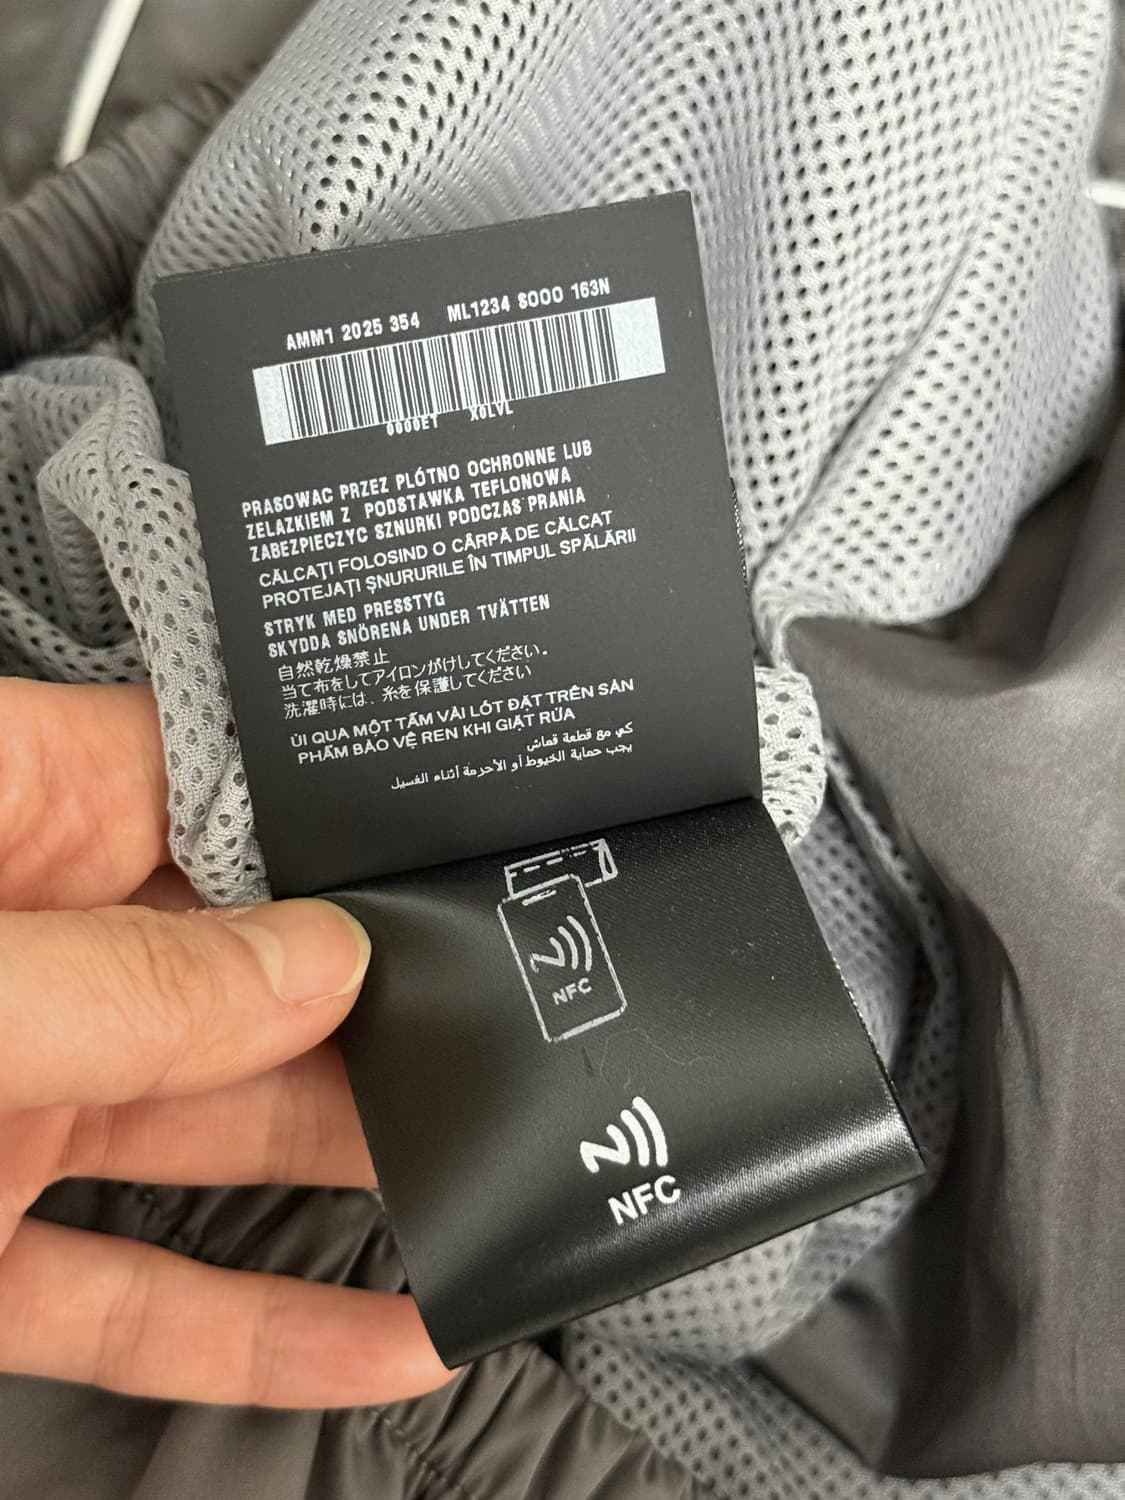 AMM1 2025 354 ML1234 S000 163N
0000ET X0LVL
PRASOWAC PRZEZ PLÓTNO OCHRONNE LUB
ZELAZKIEM Z PODSTAWKA TEFLONOWA
ZABEZPIECZYC SZNURKI PODCZAS PRANIA
CĂLCAȚI FOLOSIND O CÂRPĂ DE CĂLCAT
PROTEJAȚI ȘNURURILE ÎN TIMPUL SPĂLĂRII
STRYK MED PRESSTYG
SKYDDA SNÖRENA UNDER TVÄTTEN
自然乾燥禁止
当て布をしてアイロンがけしてください。
洗濯時には、糸を保護してください
ỦI QUA MỘT TẤM VẢI LÓT ĐẶT TRÊN SẢN
PHẨM BẢO VỆ REN KHI GIẶT RỬA
كي مع قطعة قماش
يجب حماية الخيوط أو الأحزمة أثناء الغسيل
NFC
NFC